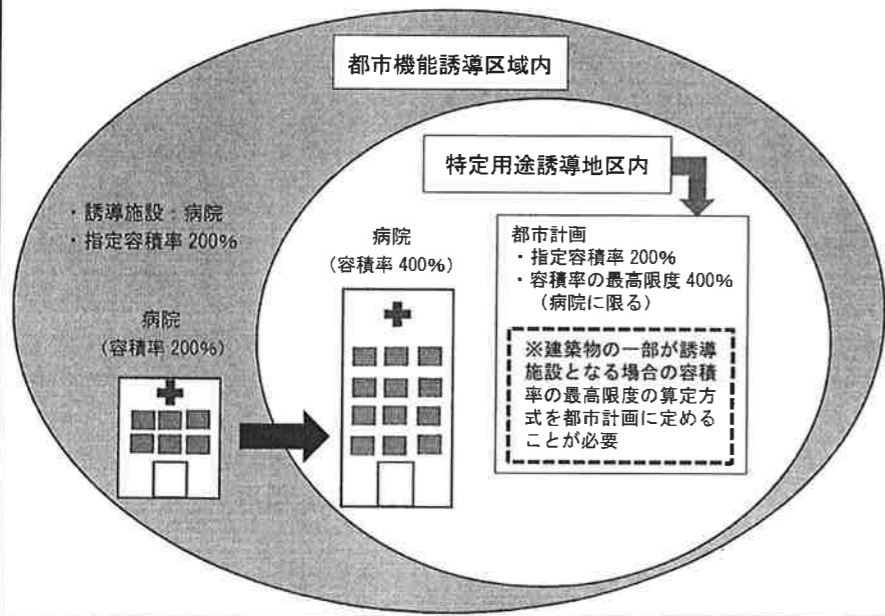 都市機能誘導区域内
特定用途誘導地区内
・誘導施設：病院
・指定容積率 200%
病院
（容積率 200%）
病院
（容積率 400%）
都市計画
・指定容積率 200%
・容積率の最高限度 400%
（病院に限る）
※建築物の一部が誘導
施設となる場合の容積
率の最高限度の算定方
式を都市計画に定める
ことが必要